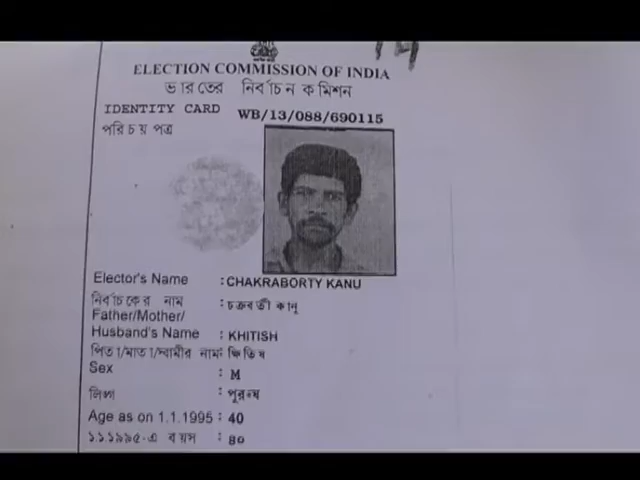 ELECTION COMMISSION OF INDIA
ভারতের নির্বাচন কমিশন
IDENTITY CARD WB/13/088/690115
পরিচয় পত্র
Elector's Name : CHAKRABORTY KANU
নির্বাচকের নাম : চক্রবর্তী কানু
Father/Mother/
Husband's Name : KHITISH
পিতা/মাতা/স্বামীর নাম: ক্ষিতিষ
Sex : M
লিঙ্গ : পুরুষ
Age as on 1.1.1995 : 40
১.১.১৯৯৫-এ বয়স : ৪০